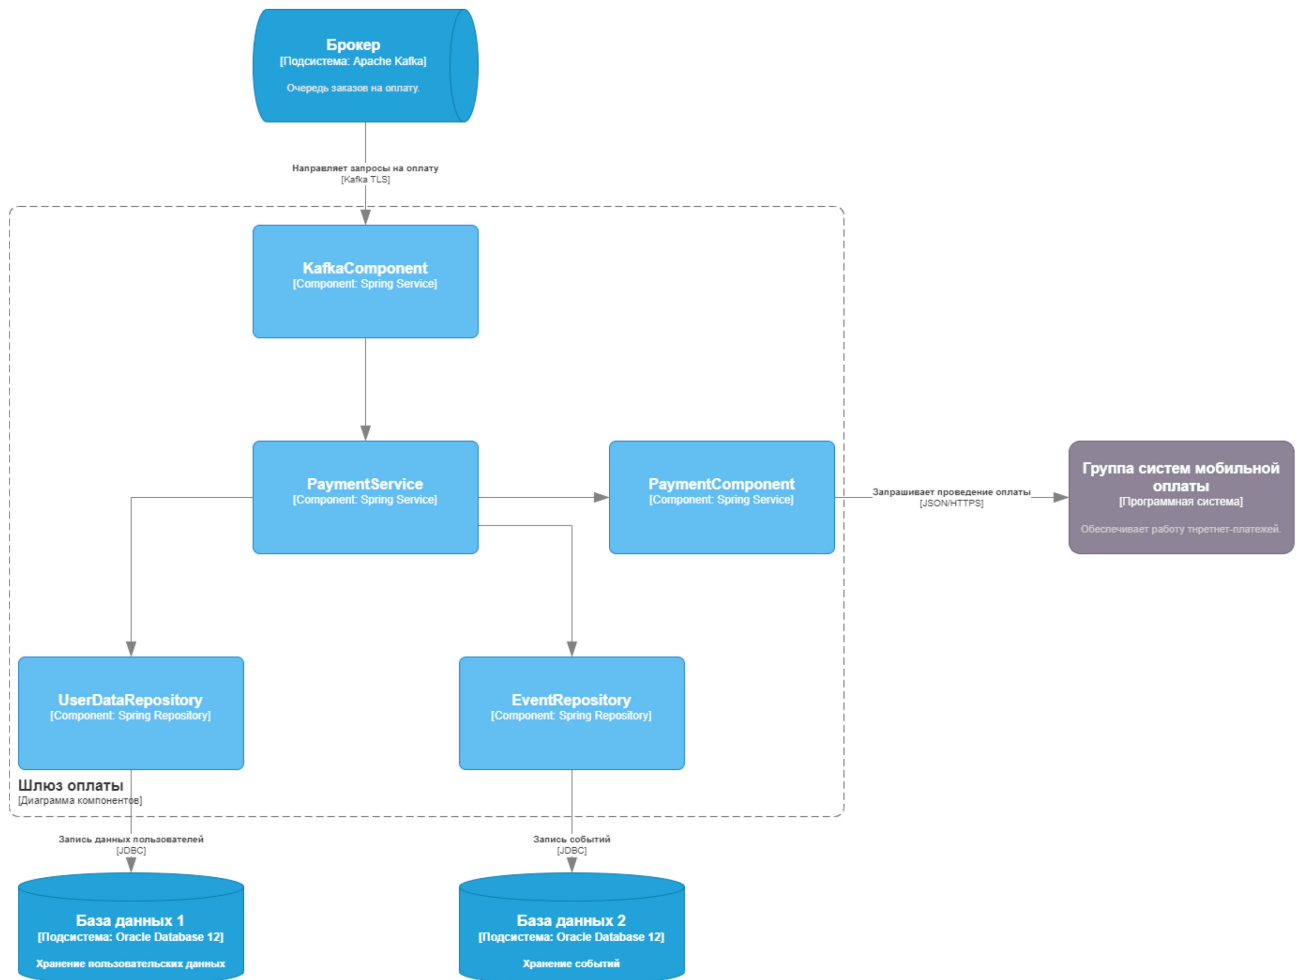 Брокер
[Подсистема: Apache Kafka]
Очередь заказов на оплату.
Направляет запросы на оплату
[Kafka TLS]
KafkaComponent
[Component: Spring Service]
PaymentService
[Component: Spring Service]
PaymentComponent
[Component: Spring Service]
Запрашивает проведение оплаты
[JSON/HTTPS]
Группа систем мобильной
оплаты
[Программная система]
Обеспечивает работу тнретнет-платежей.
UserDataRepository
[Component: Spring Repository]
EventRepository
[Component: Spring Repository]
Шлюз оплаты
[Диаграмма компонентов]
Запись данных пользователей
[JDBC]
Запись событий
[JDBC]
База данных 1
[Подсистема: Oracle Database 12]
Хранение пользовательских данных
База данных 2
[Подсистема: Oracle Database 12]
Хранение событий